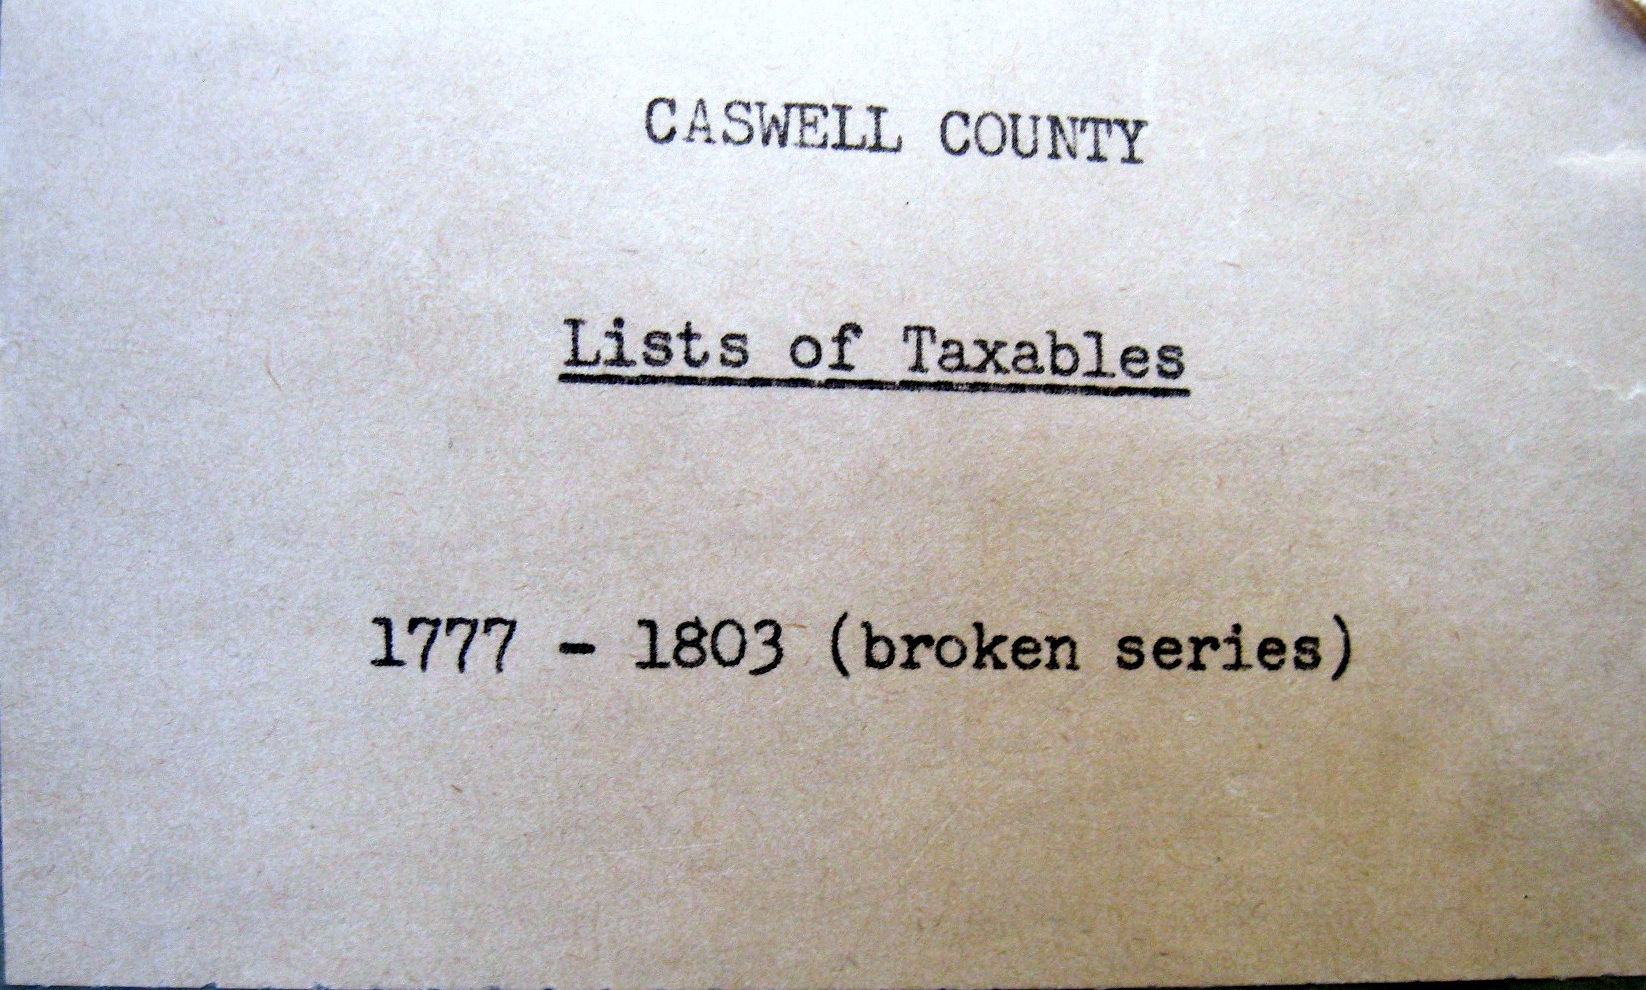 CASWELL COUNTY
Lists of Taxables
1777 - 1803 (broken series)